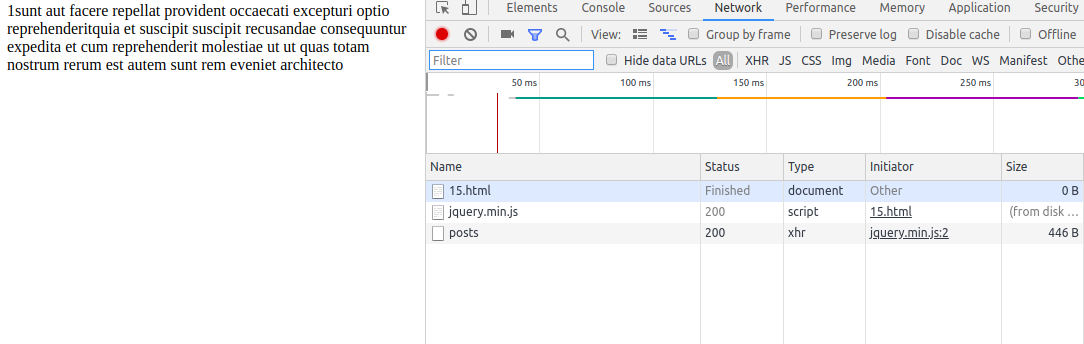 1sunt aut facere repellat provident occaecati excepturi optio
reprehenderitquia et suscipit suscipit recusandae consequuntur
expedita et cum reprehenderit molestiae ut ut quas totam
nostrum rerum est autem sunt rem eveniet architecto
Elements Console Sources Network Performance Memory Application Security
View: Group by frame Preserve log Disable cache Offline
Filter Hide data URLs All XHR JS CSS Img Media Font Doc WS Manifest Othe
50 ms 100 ms 150 ms 200 ms 250 ms 30
Name Status Type Initiator Size
15.html Finished document Other 0 B
jquery.min.js 200 script 15.html (from disk ...
posts 200 xhr jquery.min.js:2 446 B